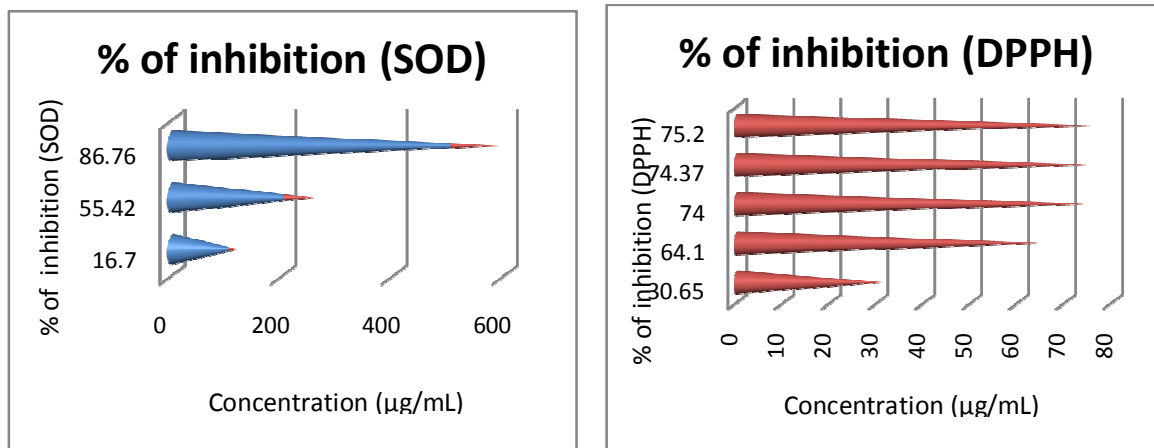 % of inhibition (SOD)
% of inhibition (SOD)
86.76
55.42
16.7
0 200 400 600
Concentration (µg/mL)
% of inhibition (DPPH)
% of inhibition (DPPH)
75.2
74.37
74
64.1
30.65
0 10 20 30 40 50 60 70 80
Concentration (µg/mL)